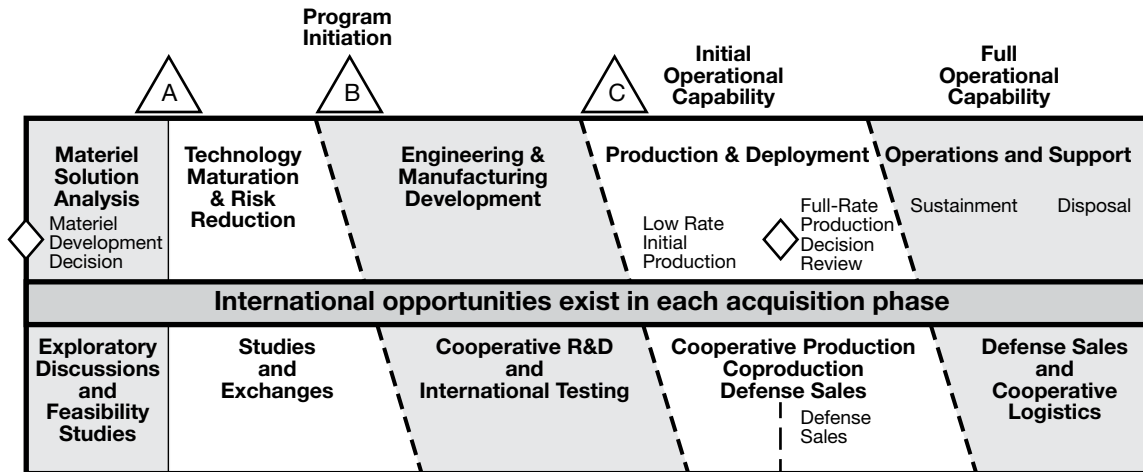 Program
Initiation
Initial
Operational
Capability
Full
Operational
Capability
A
B
C
Materiel
Solution
Analysis
Materiel
Development
Decision
Technology
Maturation
& Risk
Reduction
Engineering &
Manufacturing
Development
Production & Deployment
Low Rate
Initial
Production
Full-Rate
Production
Decision
Review
Operations and Support
Sustainment
Disposal
International opportunities exist in each acquisition phase
Exploratory
Discussions
and
Feasibility
Studies
Studies
and
Exchanges
Cooperative R&D
and
International Testing
Cooperative Production
Coproduction
Defense Sales
Defense
Sales
Defense Sales
and
Cooperative
Logistics